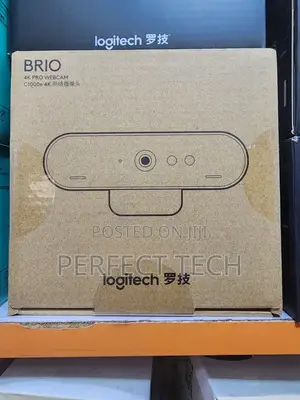 logitech 罗技
BRIO
4K PRO WEBCAM
C1000e 4K 网络摄像头
POSTED ON JIJI
PERFECT TECH
logitech 罗技